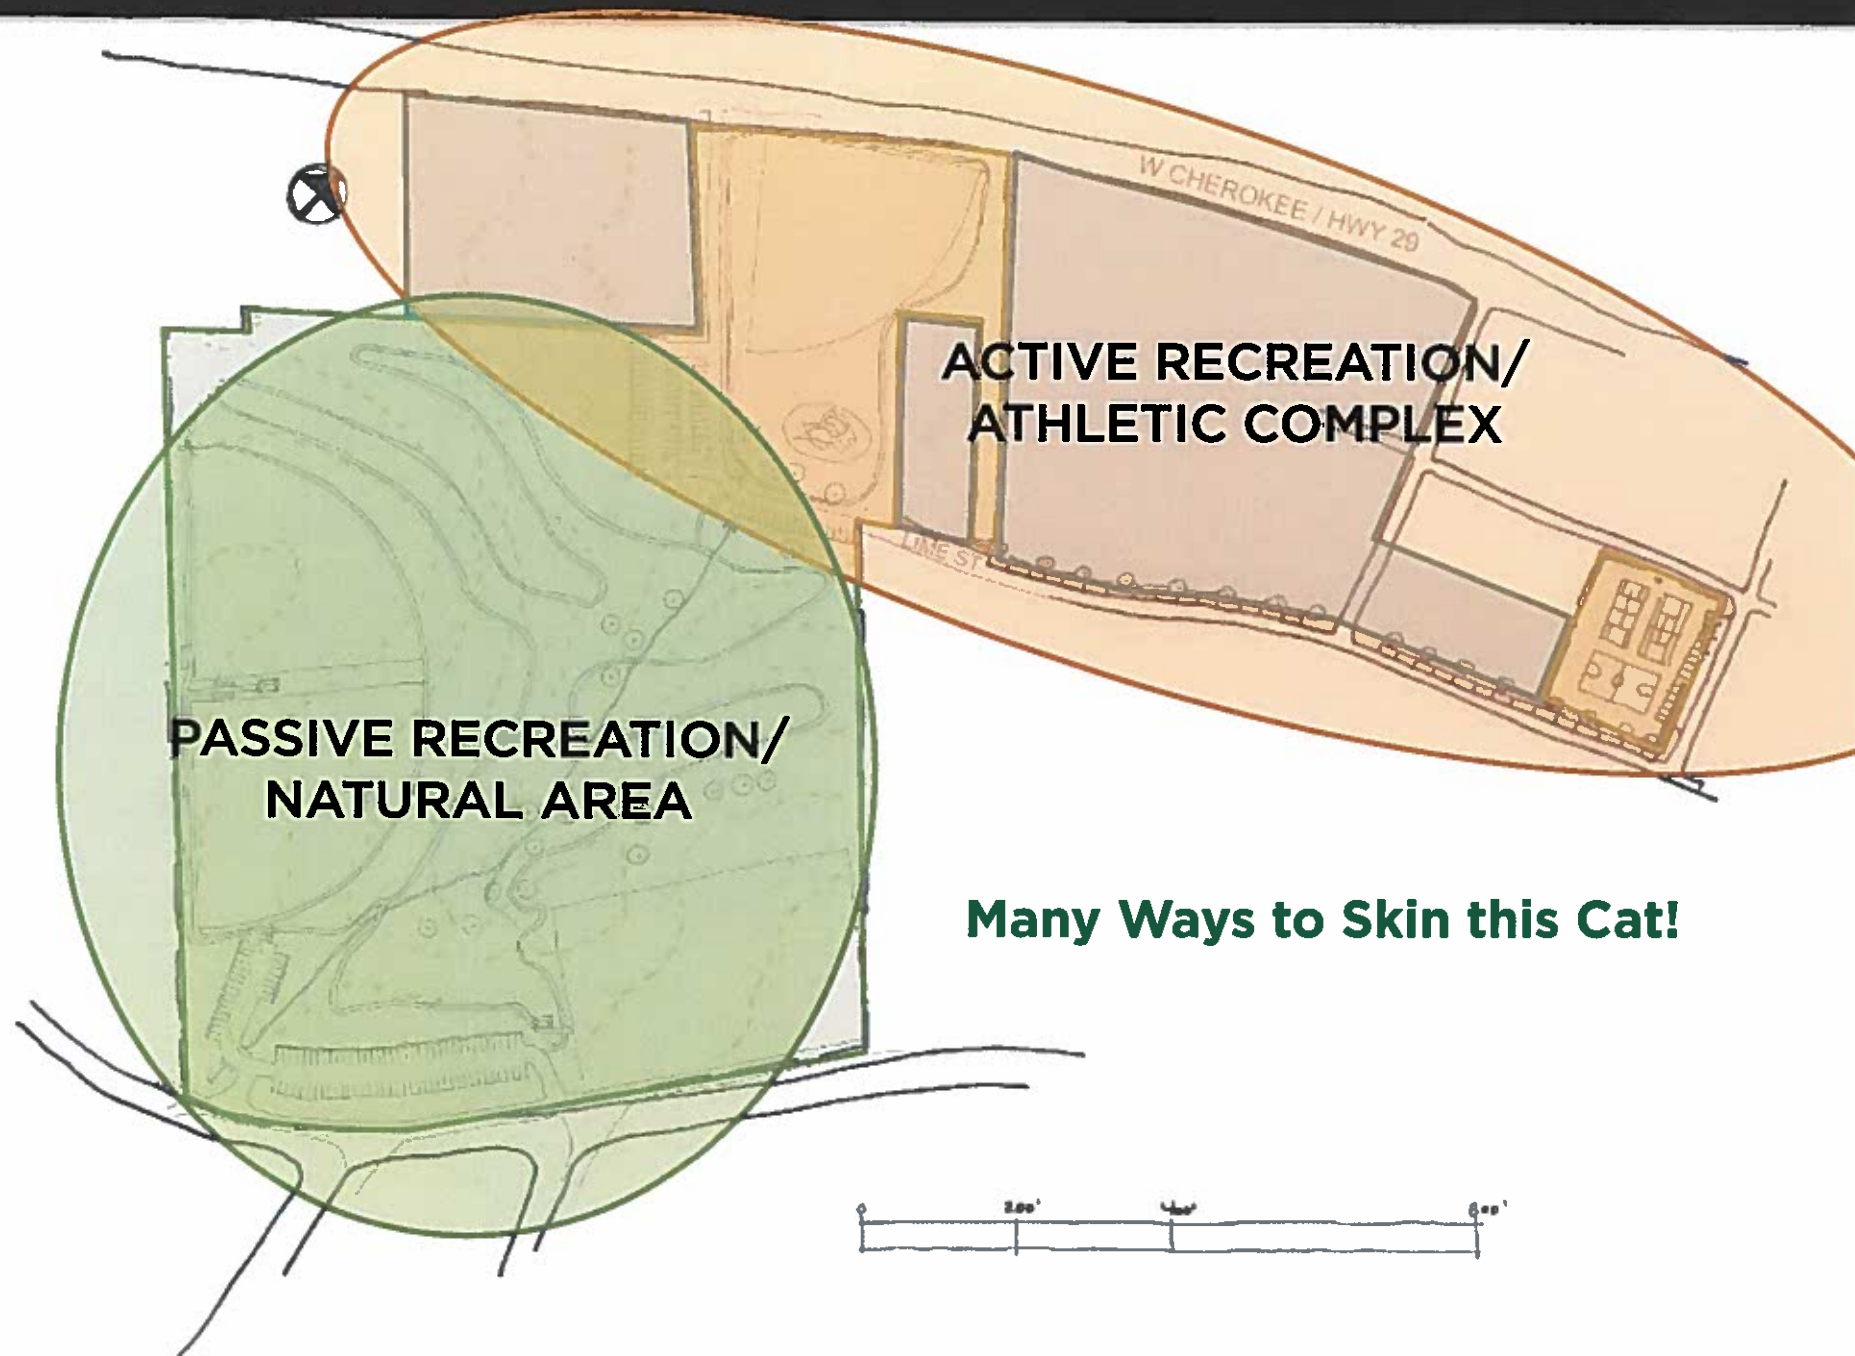 W CHEROKEE / HWY 29
ACTIVE RECREATION/
ATHLETIC COMPLEX
LIME ST
PASSIVE RECREATION/
NATURAL AREA
Many Ways to Skin this Cat!
0 200' 400' 800'